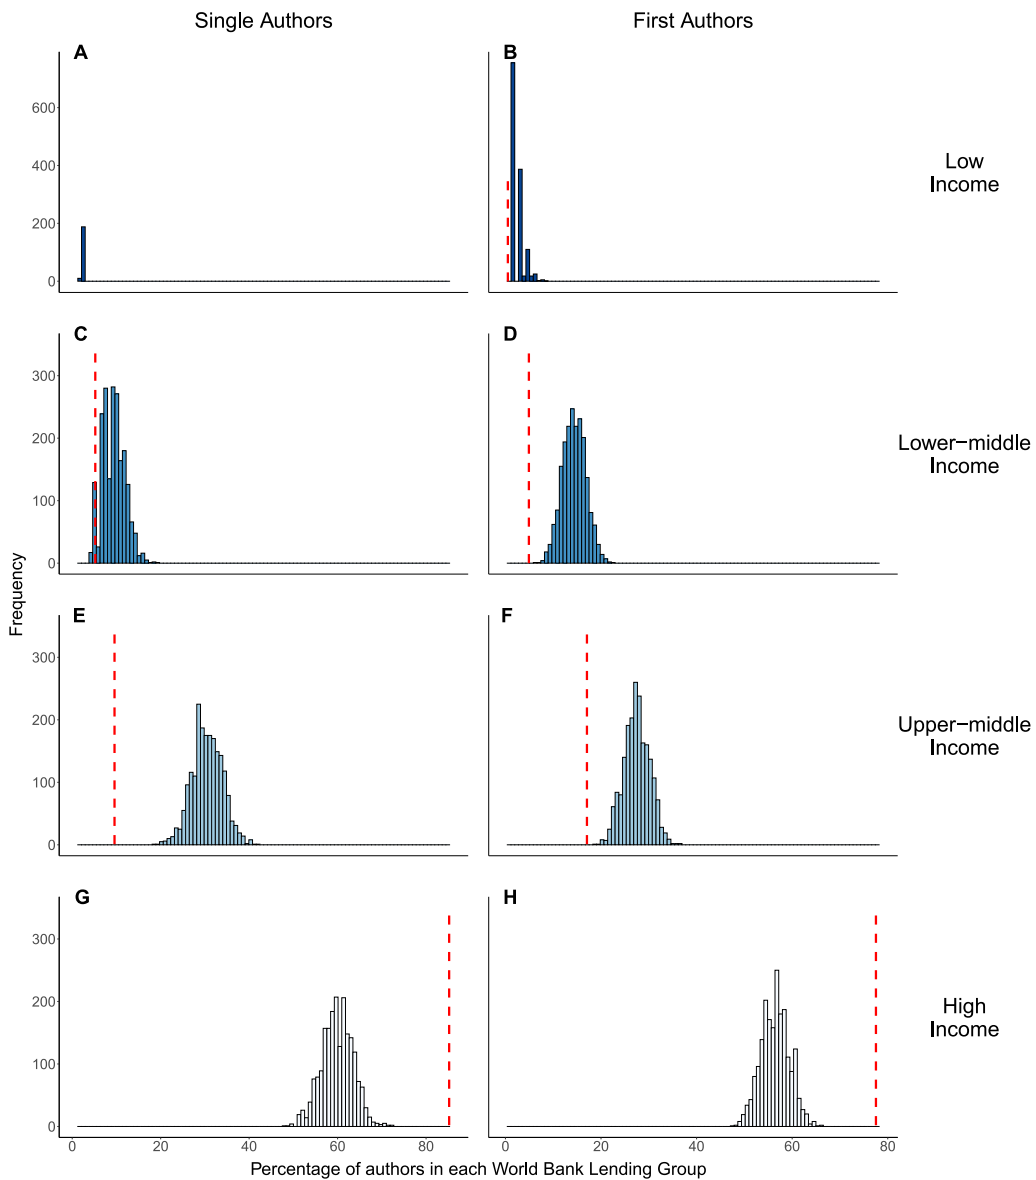 Single Authors
First Authors
A
B
600
400
200
0
Low
Income
C
D
300
200
100
0
Lower−middle
Income
E
F
300
200
100
0
Upper−middle
Income
G
H
300
200
100
0
High
Income
20
40
60
80
0
20
40
60
80
Frequency
Percentage of authors in each World Bank Lending Group